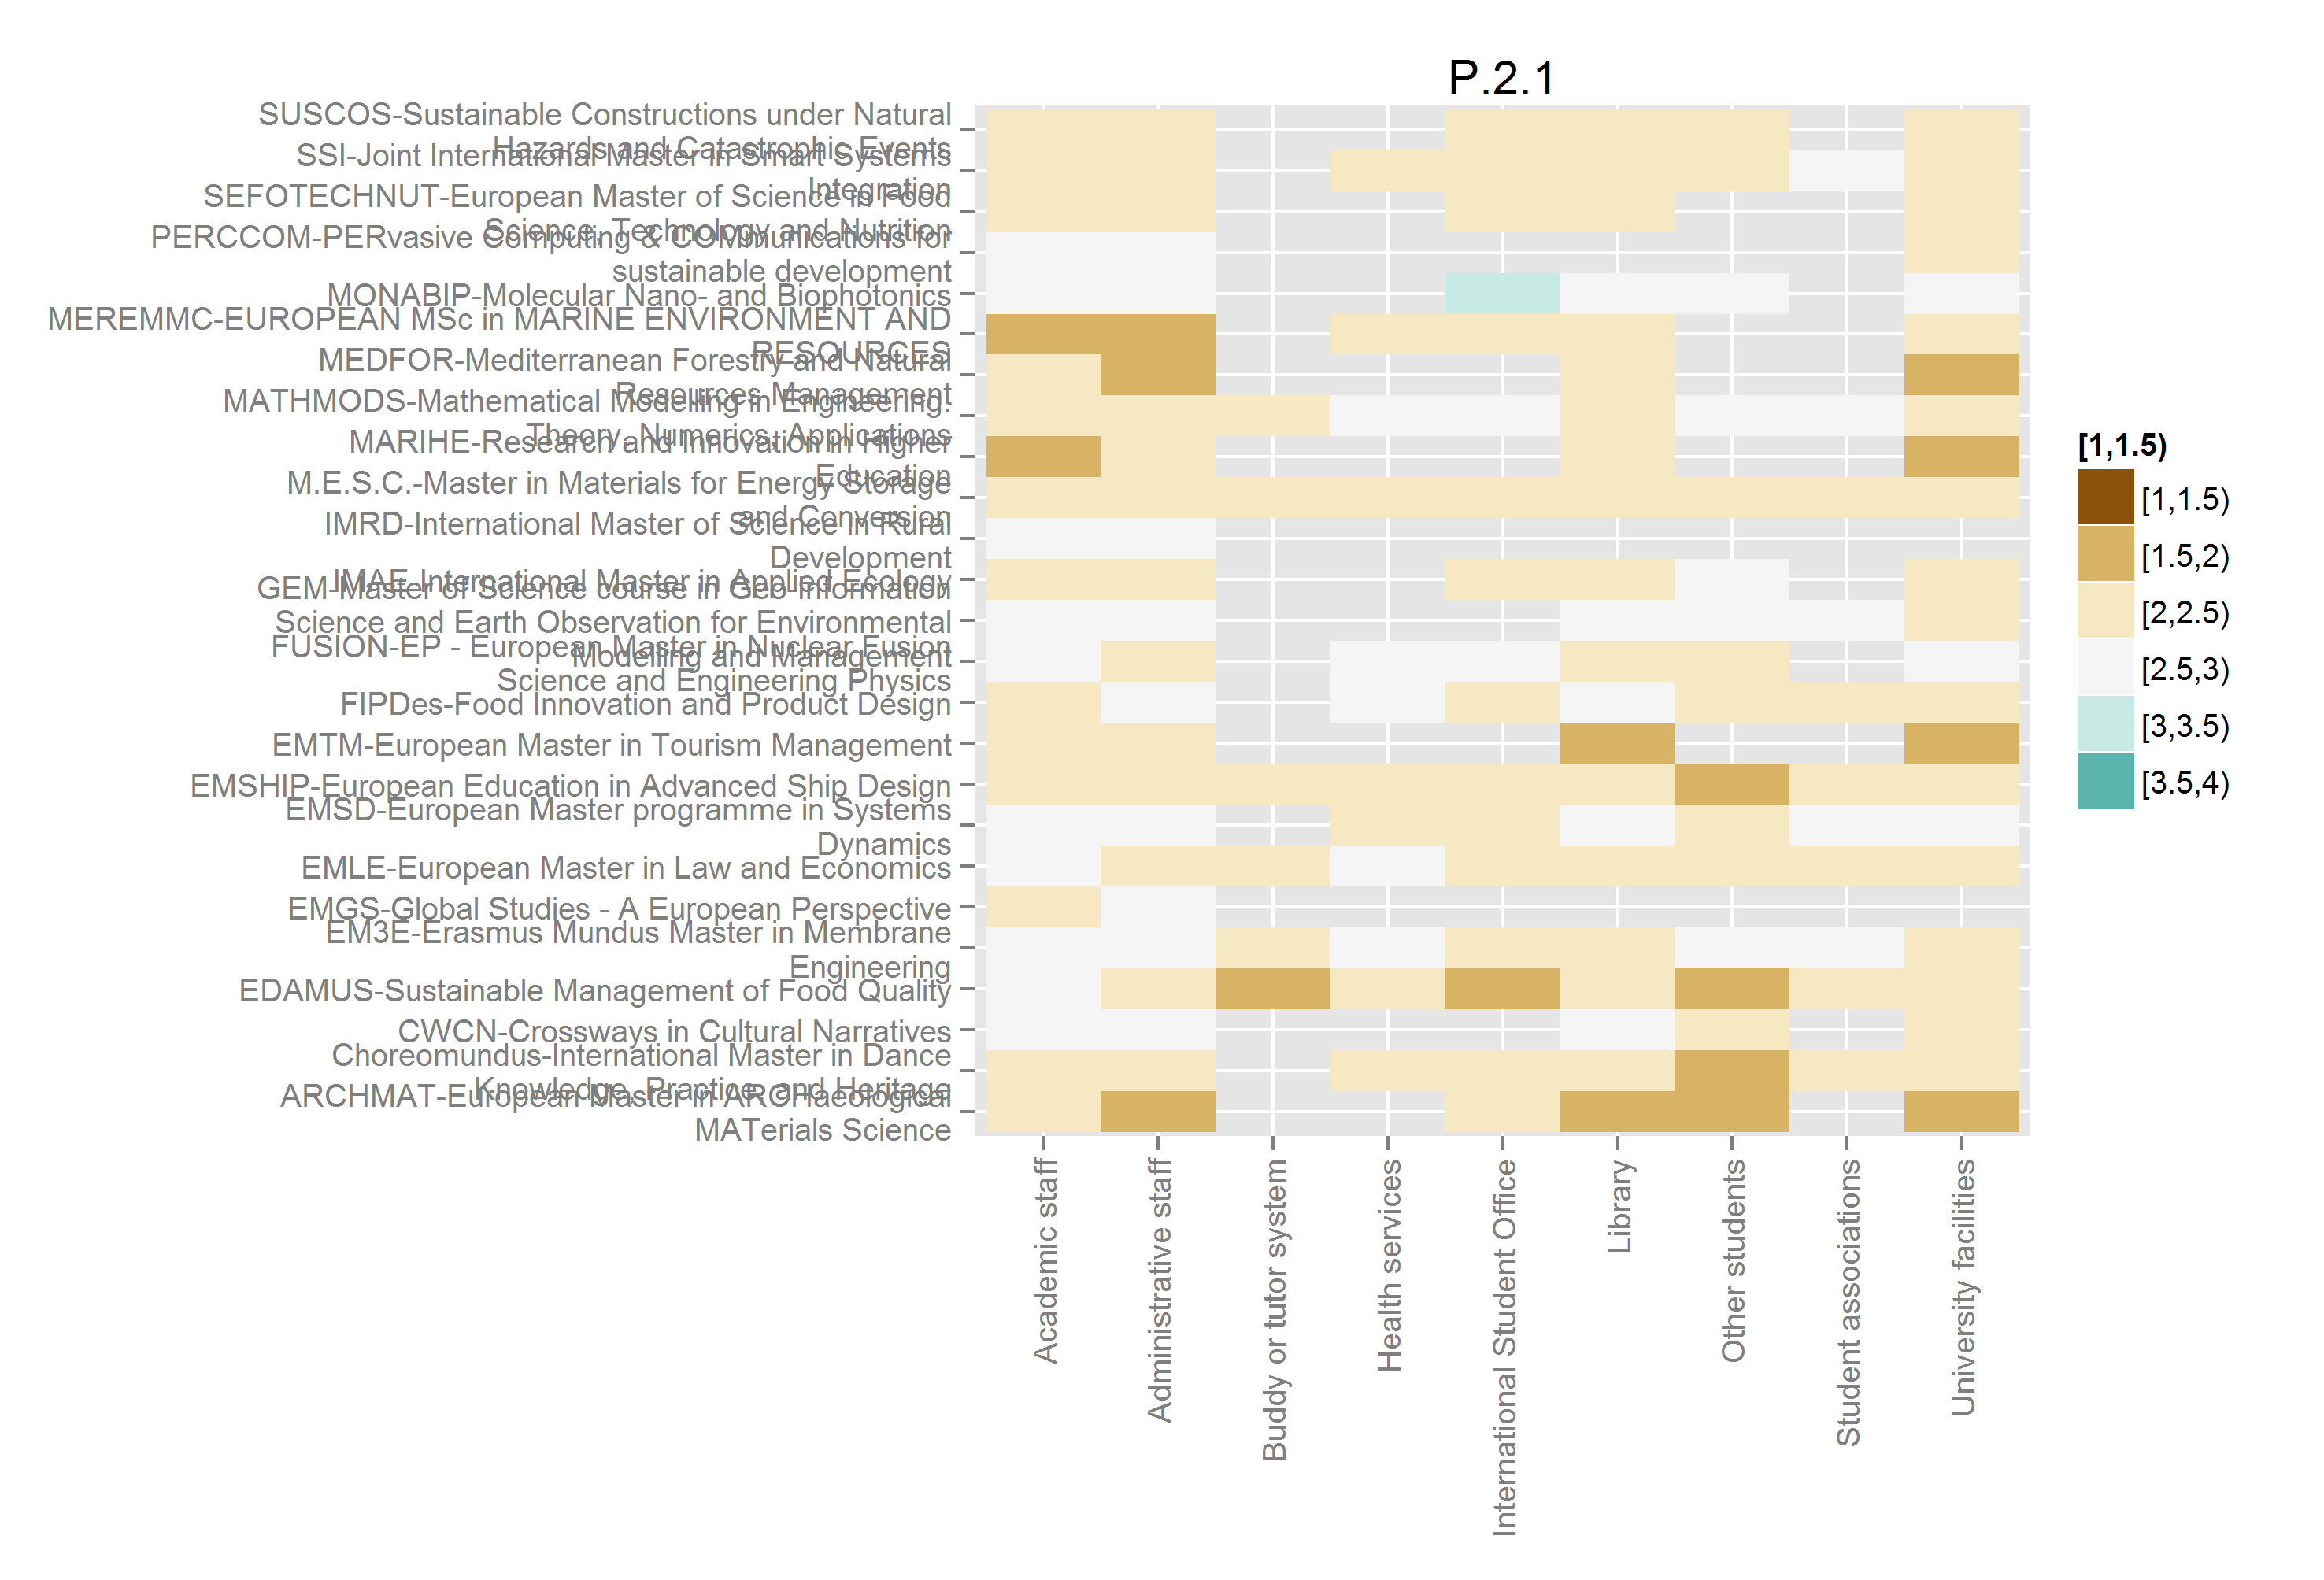 P.2.1
SUSCOS-Sustainable Constructions under Natural
Hazards and Catastrophic Events
SSI-Joint International Master in Smart Systems
Integration
SEFOTECHNUT-European Master of Science in Food
Science, Technology and Nutrition
PERCCOM-PERvasive Computing & COMmunications for
sustainable development
MONABIP-Molecular Nano- and Biophotonics
MEREMMC-EUROPEAN MSc in MARINE ENVIRONMENT AND
RESOURCES
MEDFOR-Mediterranean Forestry and Natural
Resources Management
MATHMODS-Mathematical Modelling in Engineering:
Theory, Numerics, Applications
MARIHE-Research and Innovation in Higher
Education
M.E.S.C.-Master in Materials for Energy Storage
and Conversion
IMRD-International Master of Science in Rural
Development
IMAE-International Master in Applied Ecology
GEM-Master of Science course in Geo-Information
Science and Earth Observation for Environmental
Modelling and Management
FUSION-EP - European Master in Nuclear Fusion
Science and Engineering Physics
FIPDes-Food Innovation and Product Design
EMTM-European Master in Tourism Management
EMSHIP-European Education in Advanced Ship Design
EMSD-European Master programme in Systems
Dynamics
EMLE-European Master in Law and Economics
EMGS-Global Studies - A European Perspective
EM3E-Erasmus Mundus Master in Membrane
Engineering
EDAMUS-Sustainable Management of Food Quality
CWCN-Crossways in Cultural Narratives
Choreomundus-International Master in Dance
Knowledge, Practice, and Heritage
ARCHMAT-European Master in ARCHaeological
MATerials Science
Academic staff
Administrative staff
Buddy or tutor system
Health services
International Student Office
Library
Other students
Student associations
University facilities
[1,1.5)
[1,1.5)
[1.5,2)
[2,2.5)
[2.5,3)
[3,3.5)
[3.5,4)